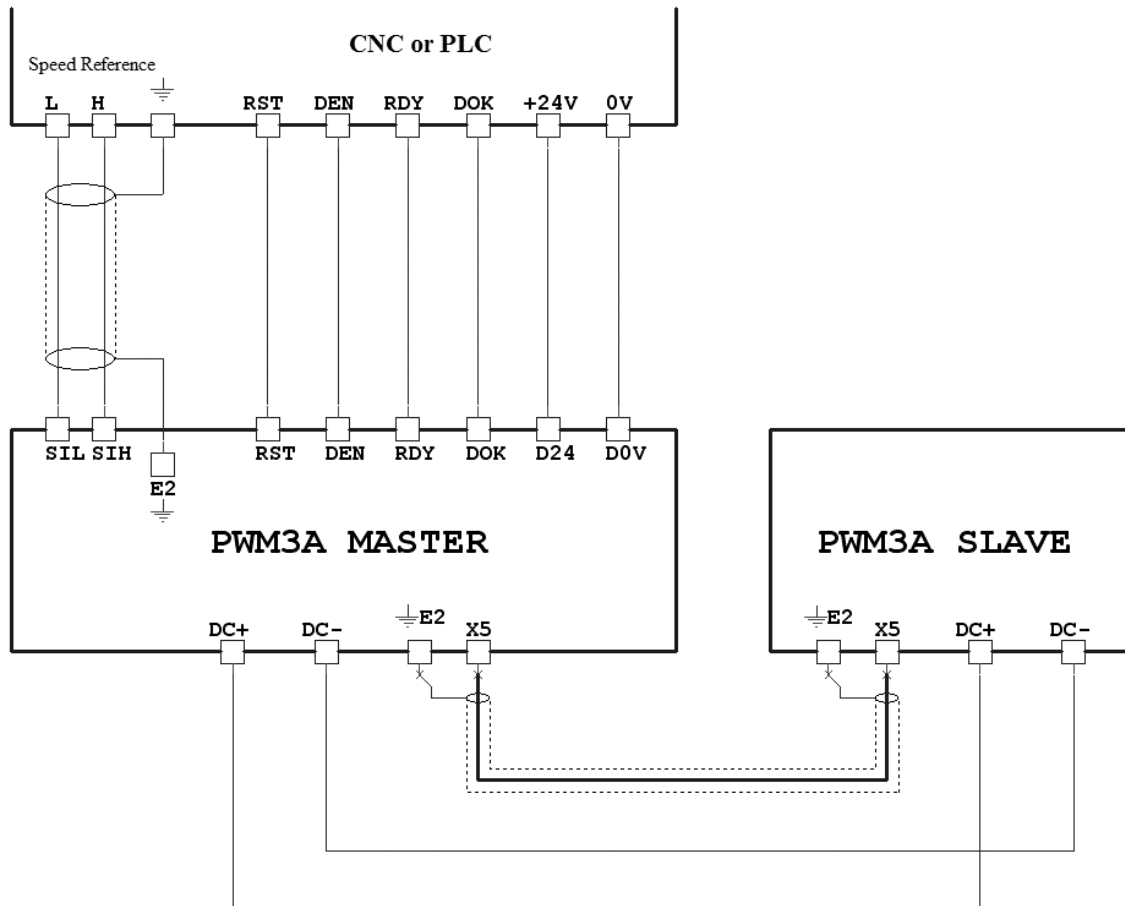 CNC or PLC
Speed Reference
L H RST DEN RDY DOK +24V 0V
SIL SIH RST DEN RDY DOK D24 D0V
E2
PWM3A MASTER PWM3A SLAVE
DC+ DC- E2 X5 E2 X5 DC+ DC-